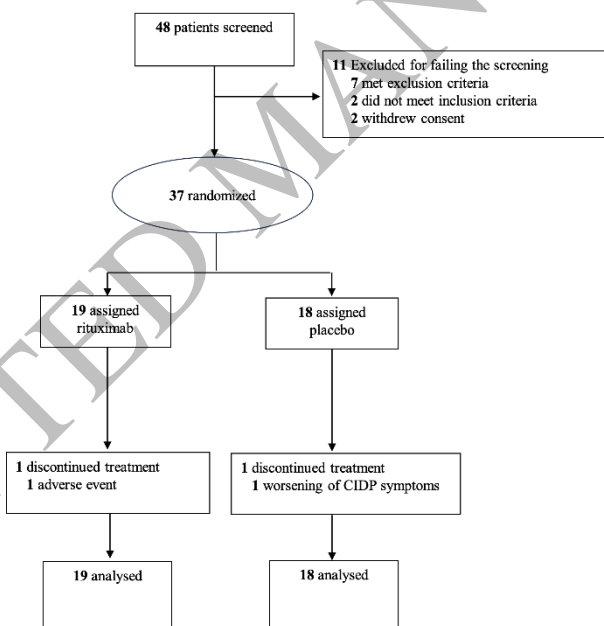 48 patients screened
11 Excluded for failing the screening
7 met exclusion criteria
2 did not meet inclusion criteria
2 withdrew consent
37 randomized
19 assigned
rituximab
18 assigned
placebo
1 discontinued treatment
1 adverse event
1 discontinued treatment
1 worsening of CIDP symptoms
19 analysed
18 analysed
TED MAN